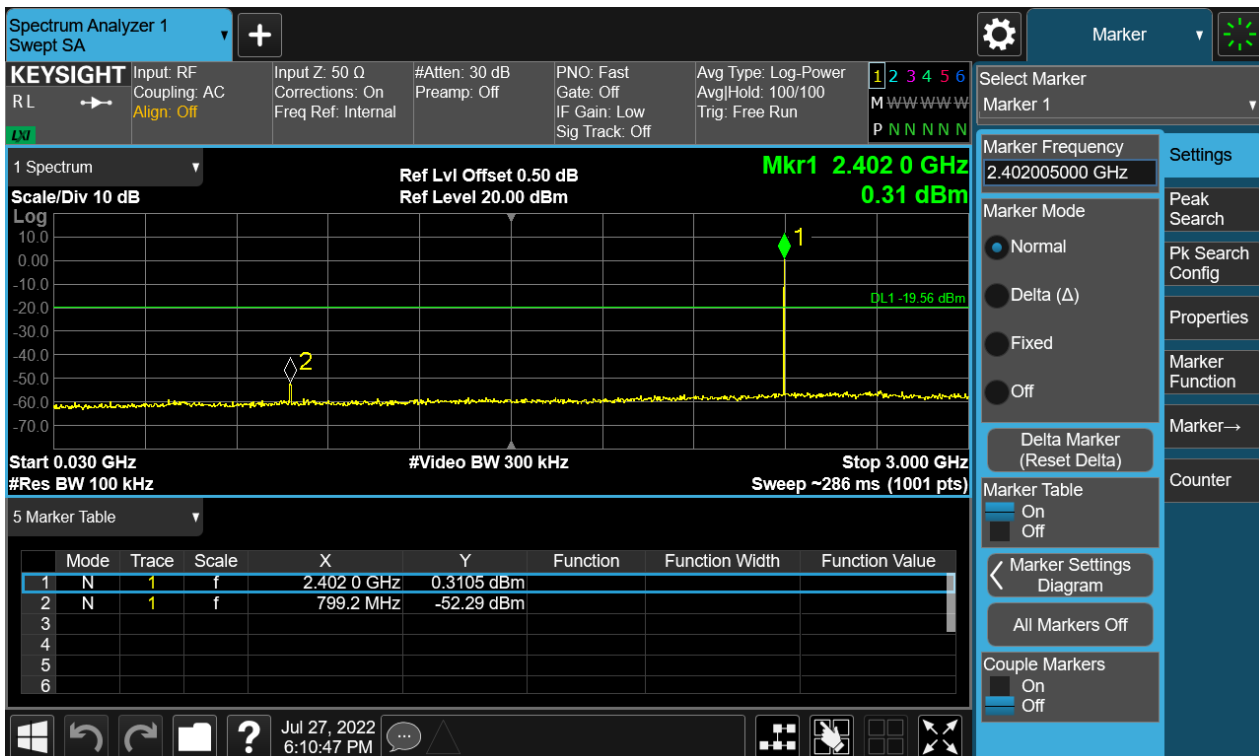 Spectrum Analyzer 1
Swept SA
+
Marker
KEYSIGHT
RL
LXI
Input: RF
Coupling: AC
Align: Off
Input Z: 50 Ω
Corrections: On
Freq Ref: Internal
#Atten: 30 dB
Preamp: Off
PNO: Fast
Gate: Off
IF Gain: Low
Sig Track: Off
Avg Type: Log-Power
Avg|Hold: 100/100
Trig: Free Run
1 2 3 4 5 6
M W W W W W
P N N N N N
1 Spectrum
Scale/Div 10 dB
Ref Lvl Offset 0.50 dB
Ref Level 20.00 dBm
Mkr1 2.402 0 GHz
0.31 dBm
Log
10.0
0.00
-10.0
-20.0
-30.0
-40.0
-50.0
-60.0
-70.0
1
2
DL1 -19.56 dBm
Start 0.030 GHz
#Video BW 300 kHz
Stop 3.000 GHz
#Res BW 100 kHz
Sweep ~286 ms (1001 pts)
5 Marker Table
Mode Trace Scale X Y Function Function Width Function Value
1 N 1 f 2.402 0 GHz 0.3105 dBm
2 N 1 f 799.2 MHz -52.29 dBm
3
4
5
6
?
Jul 27, 2022
6:10:47 PM
Select Marker
Marker 1
Marker Frequency
2.402005000 GHz
Marker Mode
Normal
Delta (Δ)
Fixed
Off
Delta Marker
(Reset Delta)
Marker Table
On
Off
Marker Settings
Diagram
All Markers Off
Couple Markers
On
Off
Settings
Peak
Search
Pk Search
Config
Properties
Marker
Function
Marker→
Counter